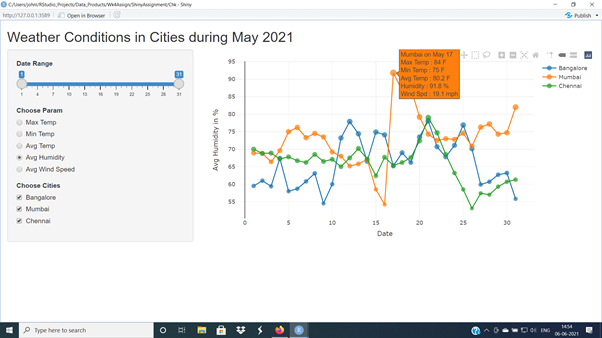 C:/Users/johni/RStudio_Projects/Data_Products/We4Assign/ShinyAssignment/Chk - Shiny
http://127.0.0.1:3589
Open in Browser
Publish
Weather Conditions in Cities during May 2021
Date Range
1
31
1 4 7 10 13 16 19 22 25 28 31
Choose Param
Max Temp
Min Temp
Avg Temp
Avg Humidity
Avg Wind Speed
Choose Cities
Bangalore
Mumbai
Chennai
Mumbai on May 17
Max Temp : 84 F
Min Temp : 75 F
Avg Temp : 80.2 F
Humidity : 91.8 %
Wind Spd : 19.1 mph
Bangalore
Mumbai
Chennai
Avg Humidity in %
95
90
85
80
75
70
65
60
55
0 5 10 15 20 25 30
Date
Type here to search
ENG
14:54
06-06-2021